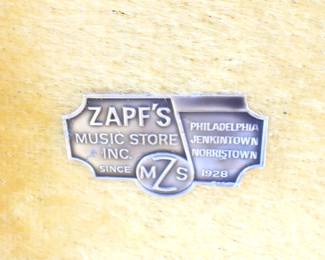 ZAPF'S
MUSIC STORE
INC.
SINCE
PHILADELPHIA
JENKINTOWN
NORRISTOWN
MZS
1928